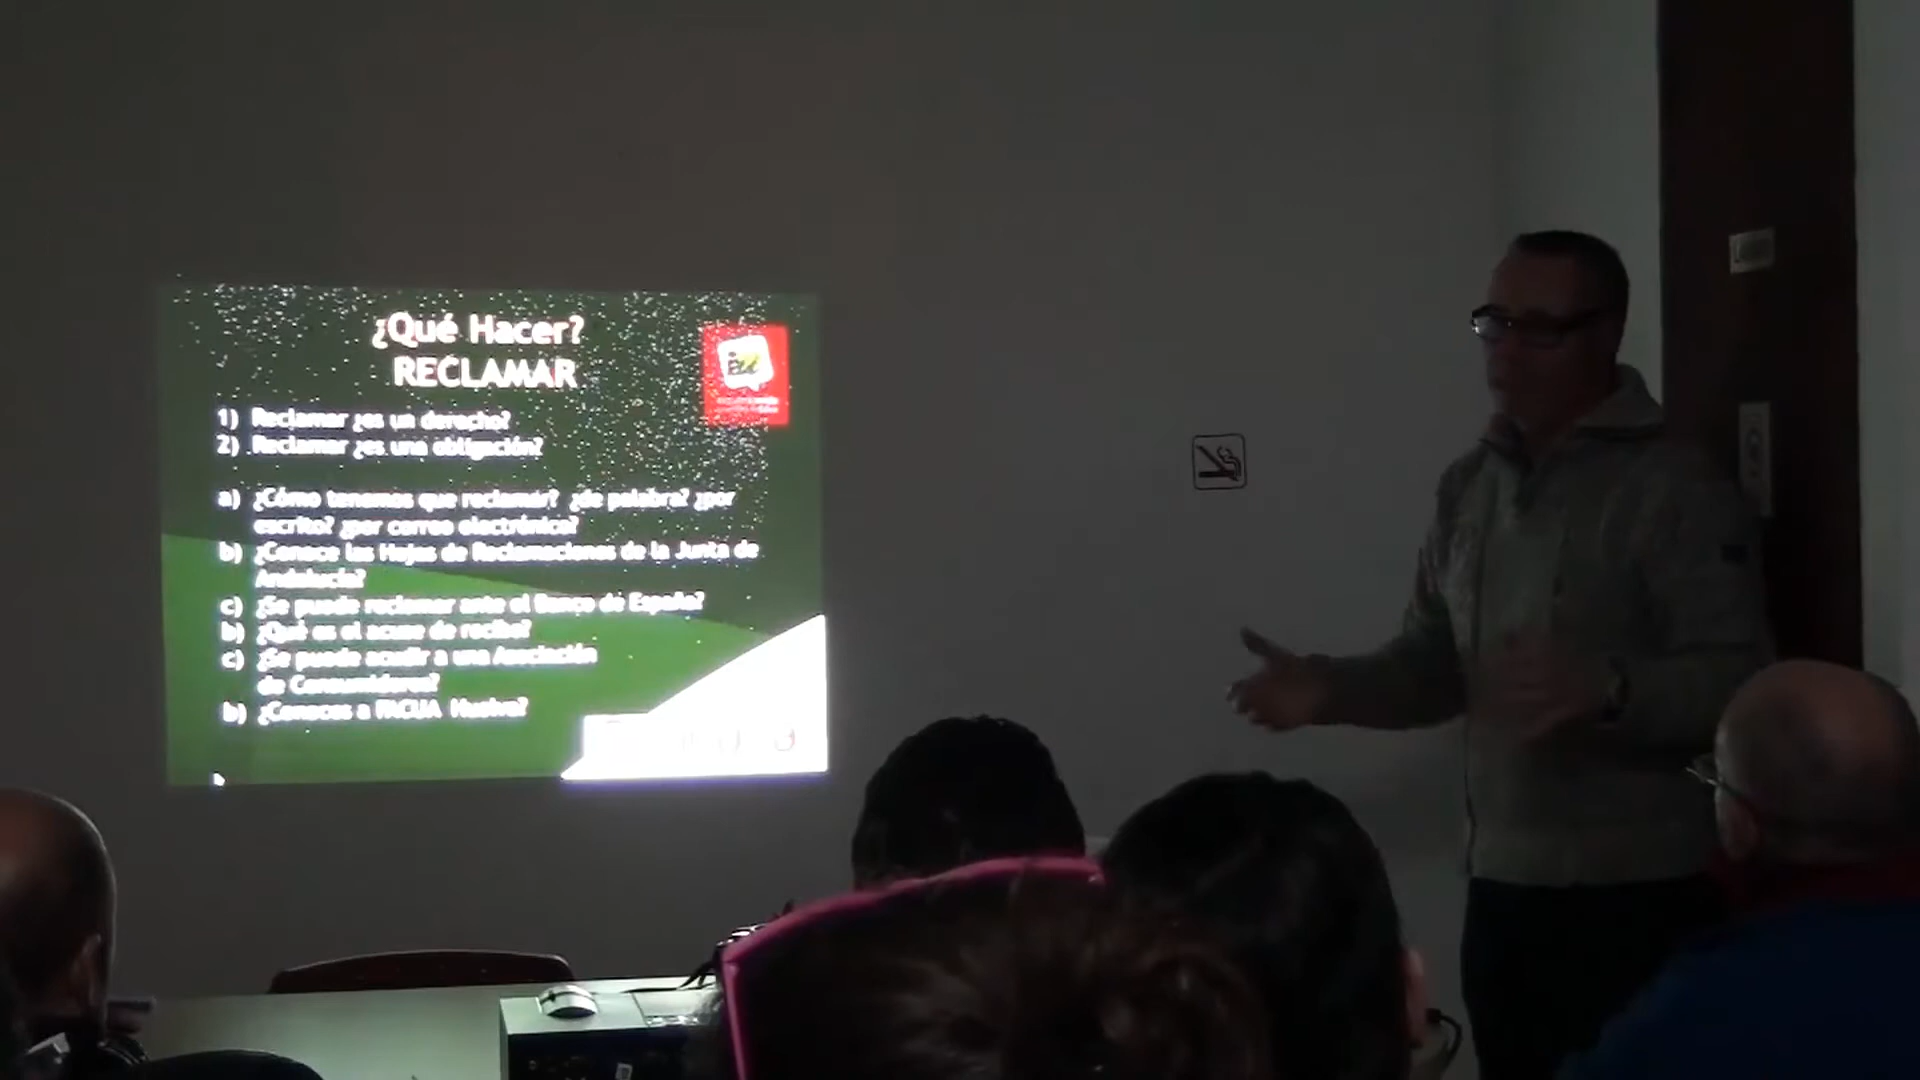 ¿Qué Hacer?
RECLAMAR
1) Reclamar ¿es un derecho?
2) Reclamar ¿es una obligación?
a) ¿Cómo tenemos que reclamar? ¿de palabra? ¿por
escrito? ¿por correo electrónico?
b) ¿Conoce las Hojas de Reclamaciones de la Junta de
Andalucía?
c) ¿Se puede reclamar ante el Banco de España?
b) ¿Qué es el acuse de recibo?
c) ¿Se puede acudir a una Asociación
de Consumidores?
b) ¿Conoces a FACUA Huelva?